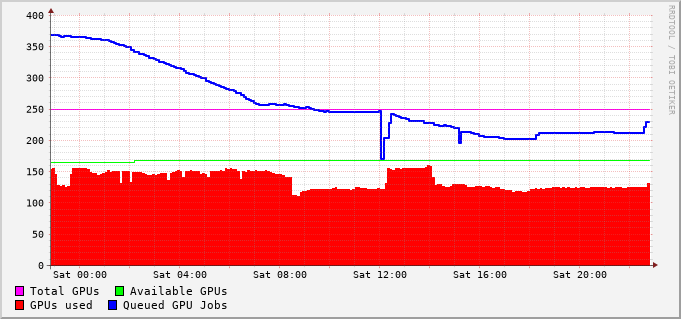 400
350
300
250
200
150
100
50
0
Sat 00:00 Sat 04:00 Sat 08:00 Sat 12:00 Sat 16:00 Sat 20:00
Total GPUs Available GPUs
GPUs used Queued GPU Jobs
RRDTOOL / TOBI OETIKER